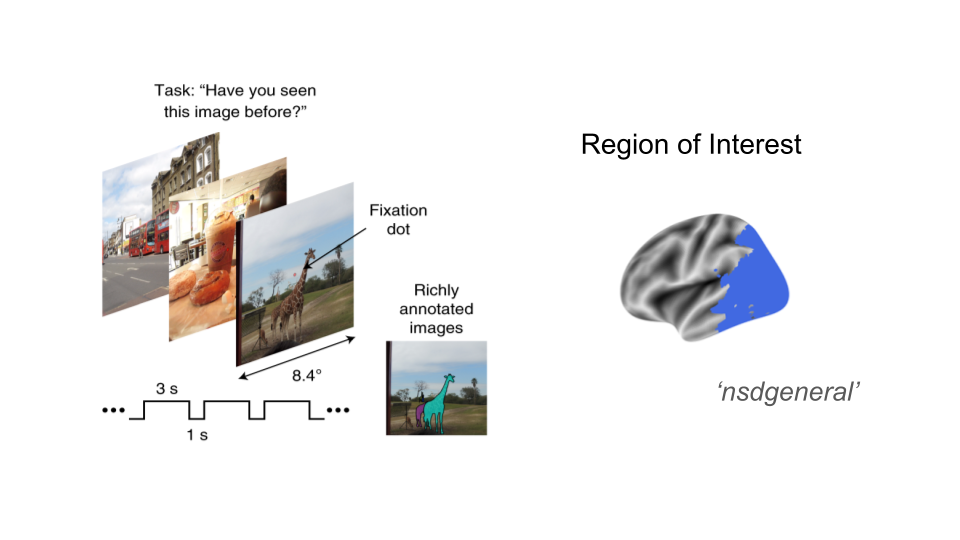 Task: “Have you seen
this image before?”
Region of Interest
Fixation
dot
Richly
annotated
images
8.4°
3 s
•••
•••
1 s
‘nsdgeneral’